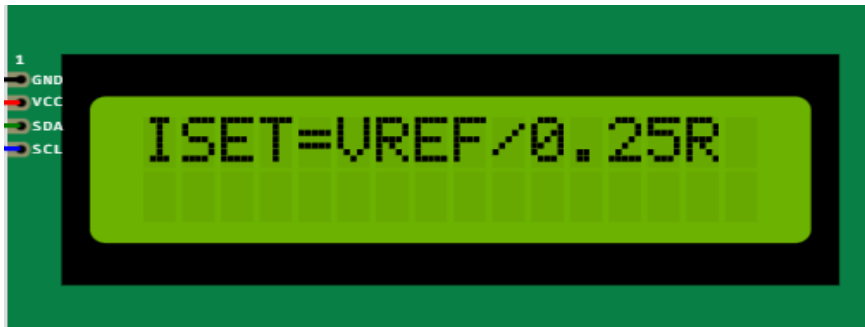 1
GND
VCC
SDA
SCL
ISET=VREF/0.25R